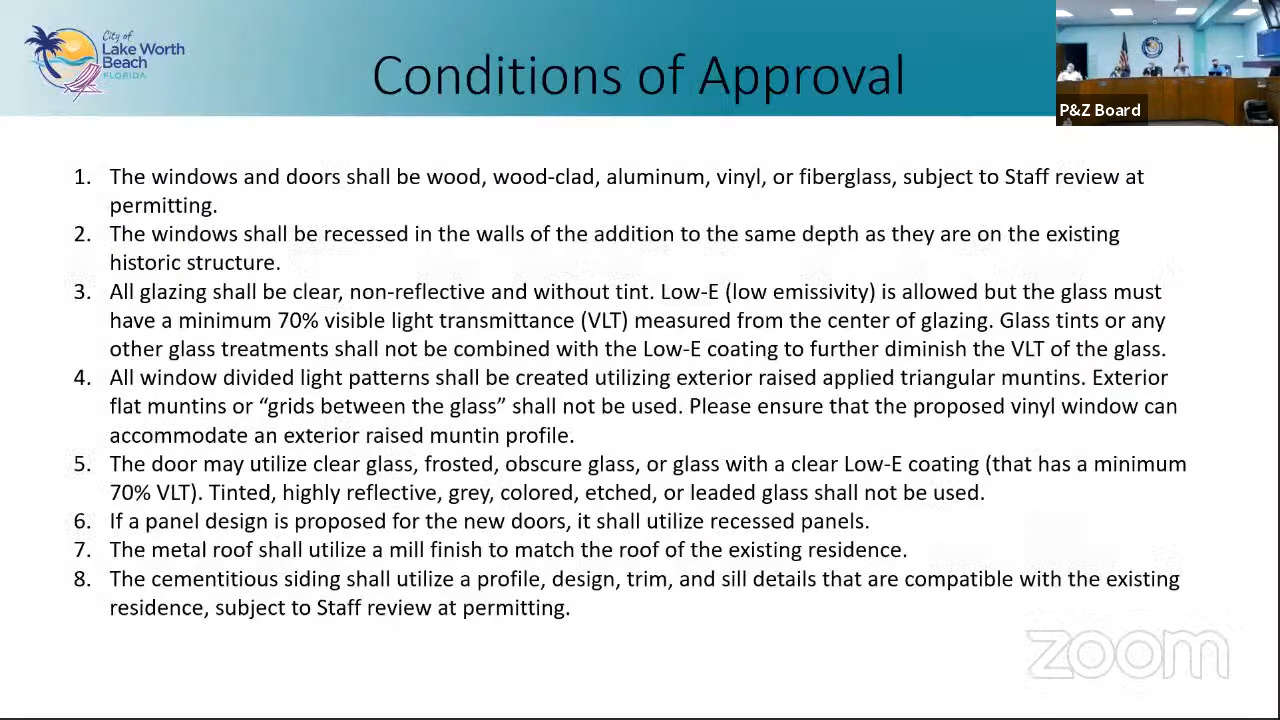 City of
Lake Worth
Beach
FLORIDA
Conditions of Approval
P&Z Board
1. The windows and doors shall be wood, wood-clad, aluminum, vinyl, or fiberglass, subject to Staff review at
permitting.
2. The windows shall be recessed in the walls of the addition to the same depth as they are on the existing
historic structure.
3. All glazing shall be clear, non-reflective and without tint. Low-E (low emissivity) is allowed but the glass must
have a minimum 70% visible light transmittance (VLT) measured from the center of glazing. Glass tints or any
other glass treatments shall not be combined with the Low-E coating to further diminish the VLT of the glass.
4. All window divided light patterns shall be created utilizing exterior raised applied triangular muntins. Exterior
flat muntins or “grids between the glass” shall not be used. Please ensure that the proposed vinyl window can
accommodate an exterior raised muntin profile.
5. The door may utilize clear glass, frosted, obscure glass, or glass with a clear Low-E coating (that has a minimum
70% VLT). Tinted, highly reflective, grey, colored, etched, or leaded glass shall not be used.
6. If a panel design is proposed for the new doors, it shall utilize recessed panels.
7. The metal roof shall utilize a mill finish to match the roof of the existing residence.
8. The cementitious siding shall utilize a profile, design, trim, and sill details that are compatible with the existing
residence, subject to Staff review at permitting.
zoom